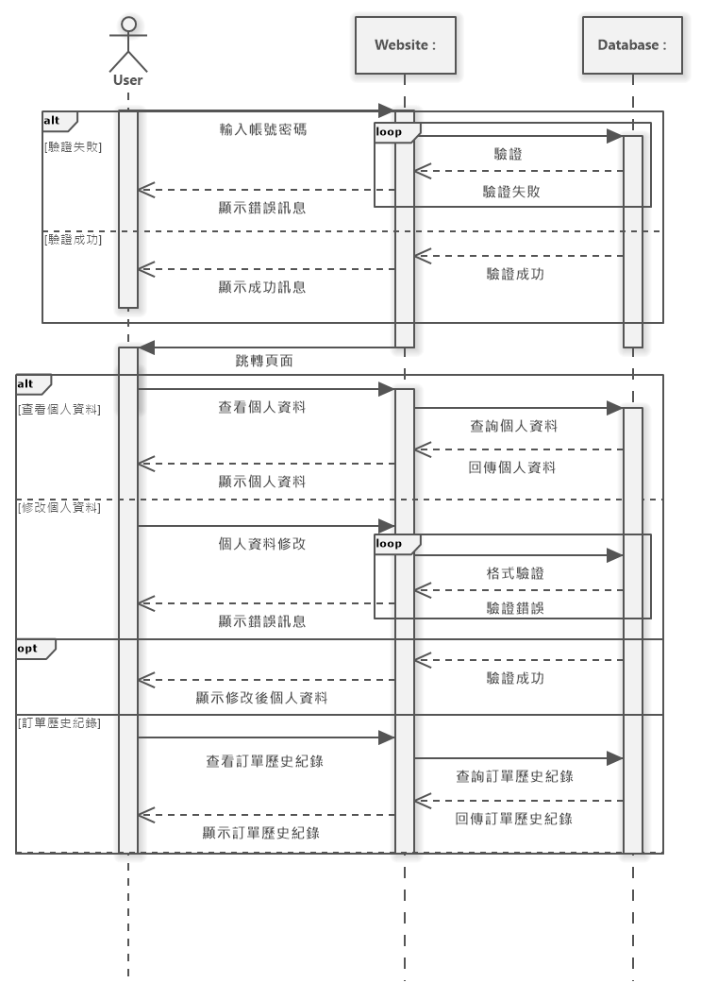 User
Website :
Database :
alt
輸入帳號密碼
loop
[驗證失敗]
驗證
驗證失敗
顯示錯誤訊息
[驗證成功]
驗證成功
顯示成功訊息
跳轉頁面
alt
[查看個人資料]
查看個人資料
查詢個人資料
回傳個人資料
顯示個人資料
[修改個人資料]
個人資料修改
loop
格式驗證
驗證錯誤
顯示錯誤訊息
opt
驗證成功
顯示修改後個人資料
[訂單歷史紀錄]
查看訂單歷史紀錄
查詢訂單歷史紀錄
回傳訂單歷史紀錄
顯示訂單歷史紀錄